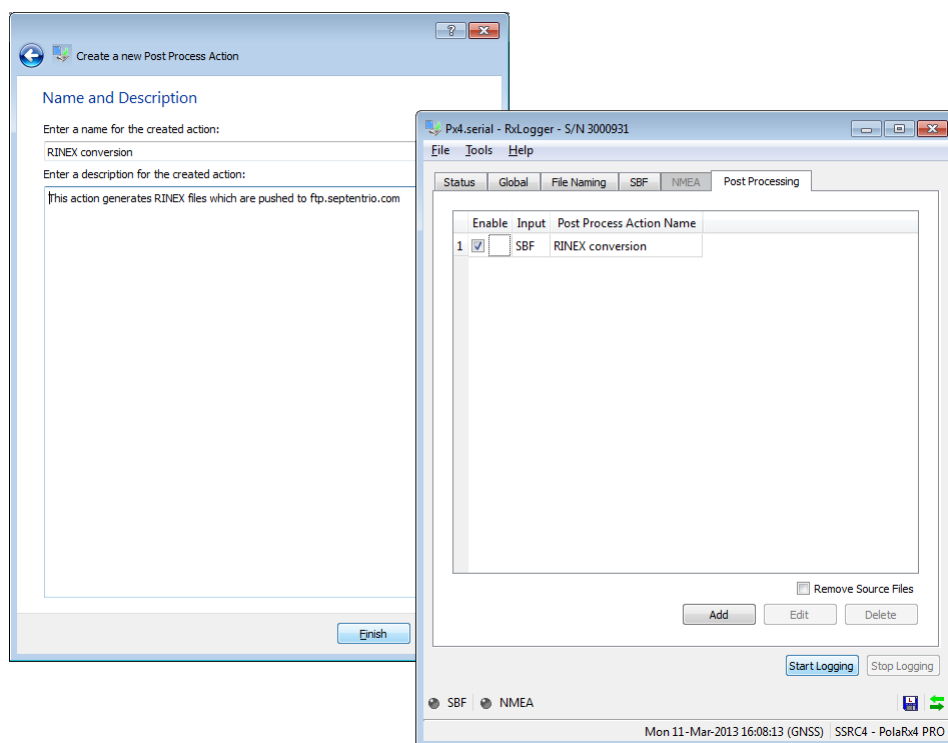 Create a new Post Process Action
Name and Description
Enter a name for the created action:
RINEX conversion
Enter a description for the created action:
This action generates RINEX files which are pushed to ftp.septentrio.com
Finish
Px4.serial - RxLogger - S/N 3000931
File Tools Help
Status Global File Naming SBF NMEA Post Processing
Enable Input Post Process Action Name
1 SBF RINEX conversion
Remove Source Files
Add Edit Delete
Start Logging Stop Logging
SBF NMEA
Mon 11-Mar-2013 16:08:13 (GNSS) SSRC4 - PolaRx4 PRO